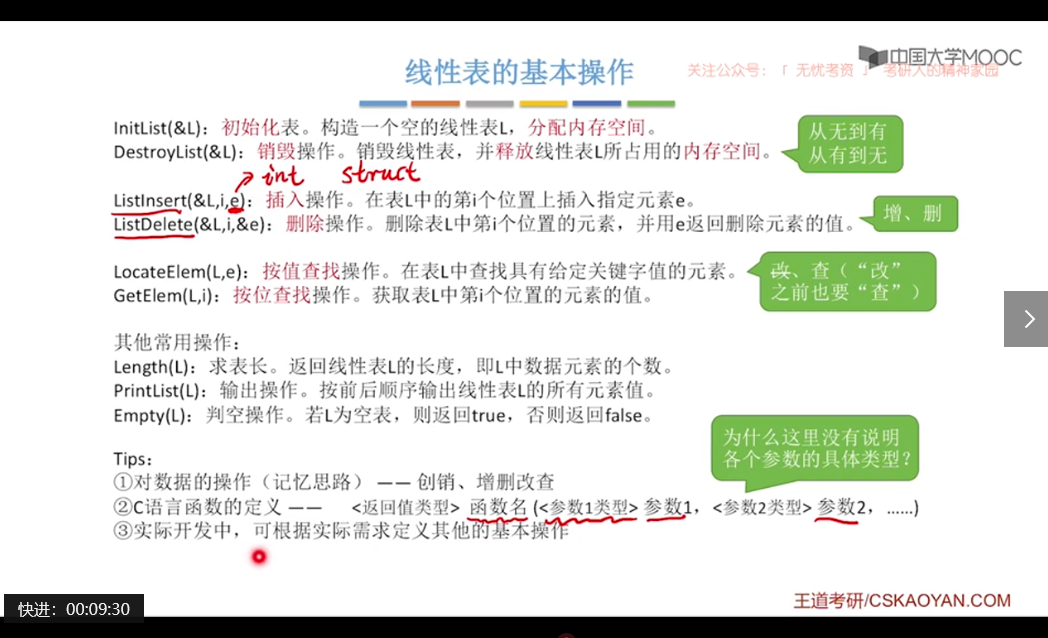 中国大学MOOC
线性表的基本操作
关注公众号：「 无忧考资 」 考研人的精神家园
InitList(&L)：初始化表。构造一个空的线性表L，分配内存空间。
DestroyList(&L)：销毁操作。销毁线性表，并释放线性表L所占用的内存空间。
从无到有
从有到无
int struct
ListInsert(&L,i,e)：插入操作。在表L中的第i个位置上插入指定元素e。
ListDelete(&L,i,&e)：删除操作。删除表L中第i个位置的元素，并用e返回删除元素的值。
增、删
LocateElem(L,e)：按值查找操作。在表L中查找具有给定关键字值的元素。
GetElem(L,i)：按位查找操作。获取表L中第i个位置的元素的值。
改、查（“改”
之前也要“查”）
其他常用操作：
Length(L)：求表长。返回线性表L的长度，即L中数据元素的个数。
PrintList(L)：输出操作。按前后顺序输出线性表L的所有元素值。
Empty(L)：判空操作。若L为空表，则返回true，否则返回false。
为什么这里没有说明
各个参数的具体类型？
Tips：
①对数据的操作（记忆思路） —— 创销、增删改查
②C语言函数的定义 —— <返回值类型> 函数名 (<参数1类型> 参数1，<参数2类型> 参数2，……)
③实际开发中，可根据实际需求定义其他的基本操作
快进：00:09:30
王道考研/CSKAOYAN.COM